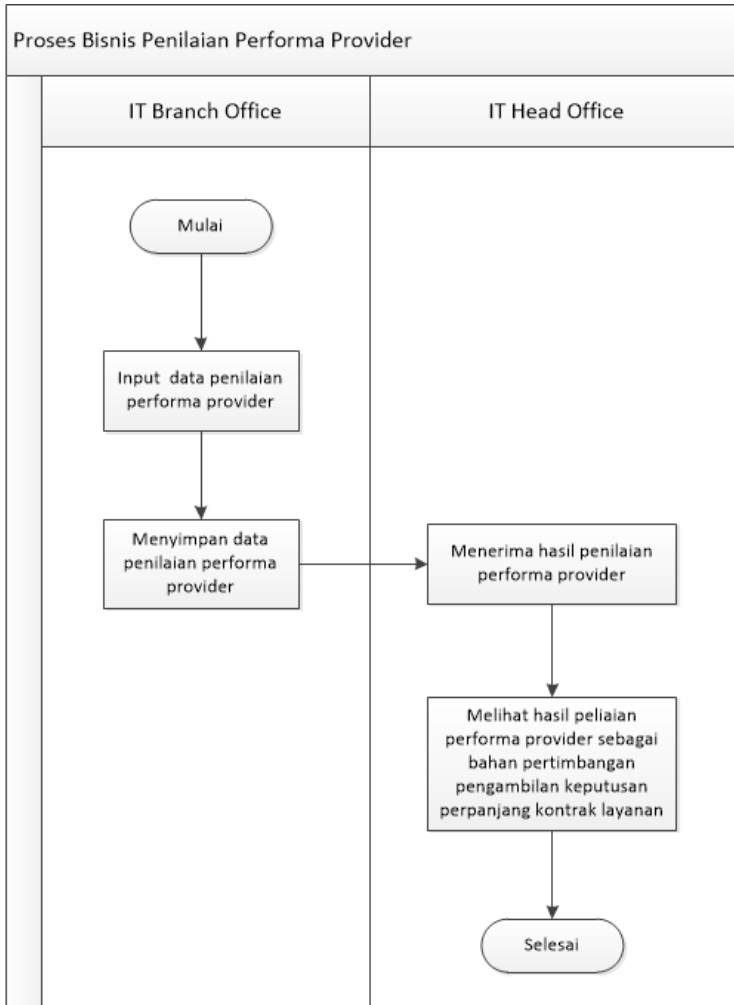 Proses Bisnis Penilaian Performa Provider
IT Branch Office
IT Head Office
Mulai
Input data penilaian
performa provider
Menyimpan data
penilaian performa
provider
Menerima hasil penilaian
performa provider
Melihat hasil peliaian
performa provider sebagai
bahan pertimbangan
pengambilan keputusan
perpanjang kontrak layanan
Selesai